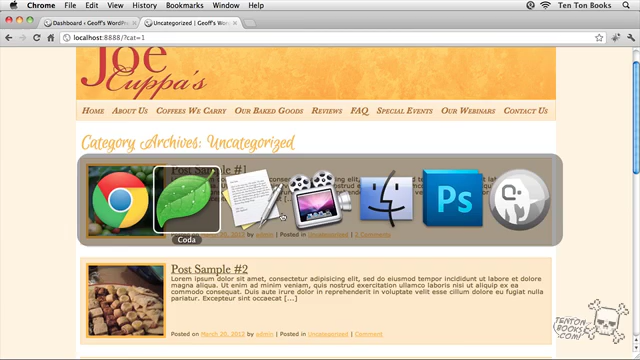 Chrome File Edit View History Bookmarks Window Help
Ten Ton Books
Dashboard ‹ Geoff's WordPre
Uncategorized | Geoff's Wor
localhost:8888/?cat=1
JOE
Cuppa's
HOME ABOUT US COFFEES WE CARRY OUR BAKED GOODS REVIEWS FAQ SPECIAL EVENTS OUR WEBINARS CONTACT US
Category Archives: Uncategorized
Post Sample #1
Ps
Coda
20, 2012 by admin | Posted in Uncategorized | 2 Comments
Post Sample #2
Lorem ipsum dolor sit amet, consectetur adipisicing elit, sed do eiusmod tempor incididunt ut labore et dolore magna aliqua. Ut enim ad minim veniam, quis nostrud exercitation ullamco laboris nisi ut aliquip ex ea commodo consequat. Duis aute irure dolor in reprehenderit in voluptate velit esse cillum dolore eu fugiat nulla pariatur. Excepteur sint occaecat [...]
Posted on March 20, 2012 by admin | Posted in Uncategorized | Comment
TENTON
BOOKS
.COM!